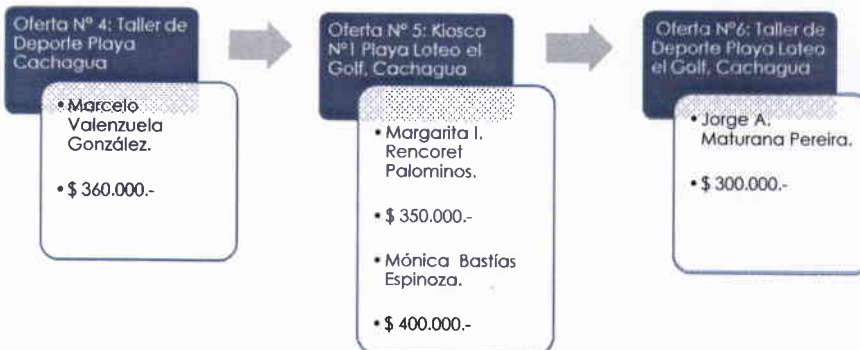 Oferta Nº 4: Taller de
Deporte Playa
Cachagua
• Marcelo
Valenzuela
González.
• $ 360.000.-
Oferta Nº 5: Kiosco
Nº1 Playa Loteo el
Golf, Cachagua
• Margarita I.
Rencoret
Palominos.
• $ 350.000.-
• Mónica Bastías
Espinoza.
• $ 400.000.-
Oferta Nº6: Taller de
Deporte Playa Loteo
el Golf, Cachagua
• Jorge A.
Maturana Pereira.
• $ 300.000.-